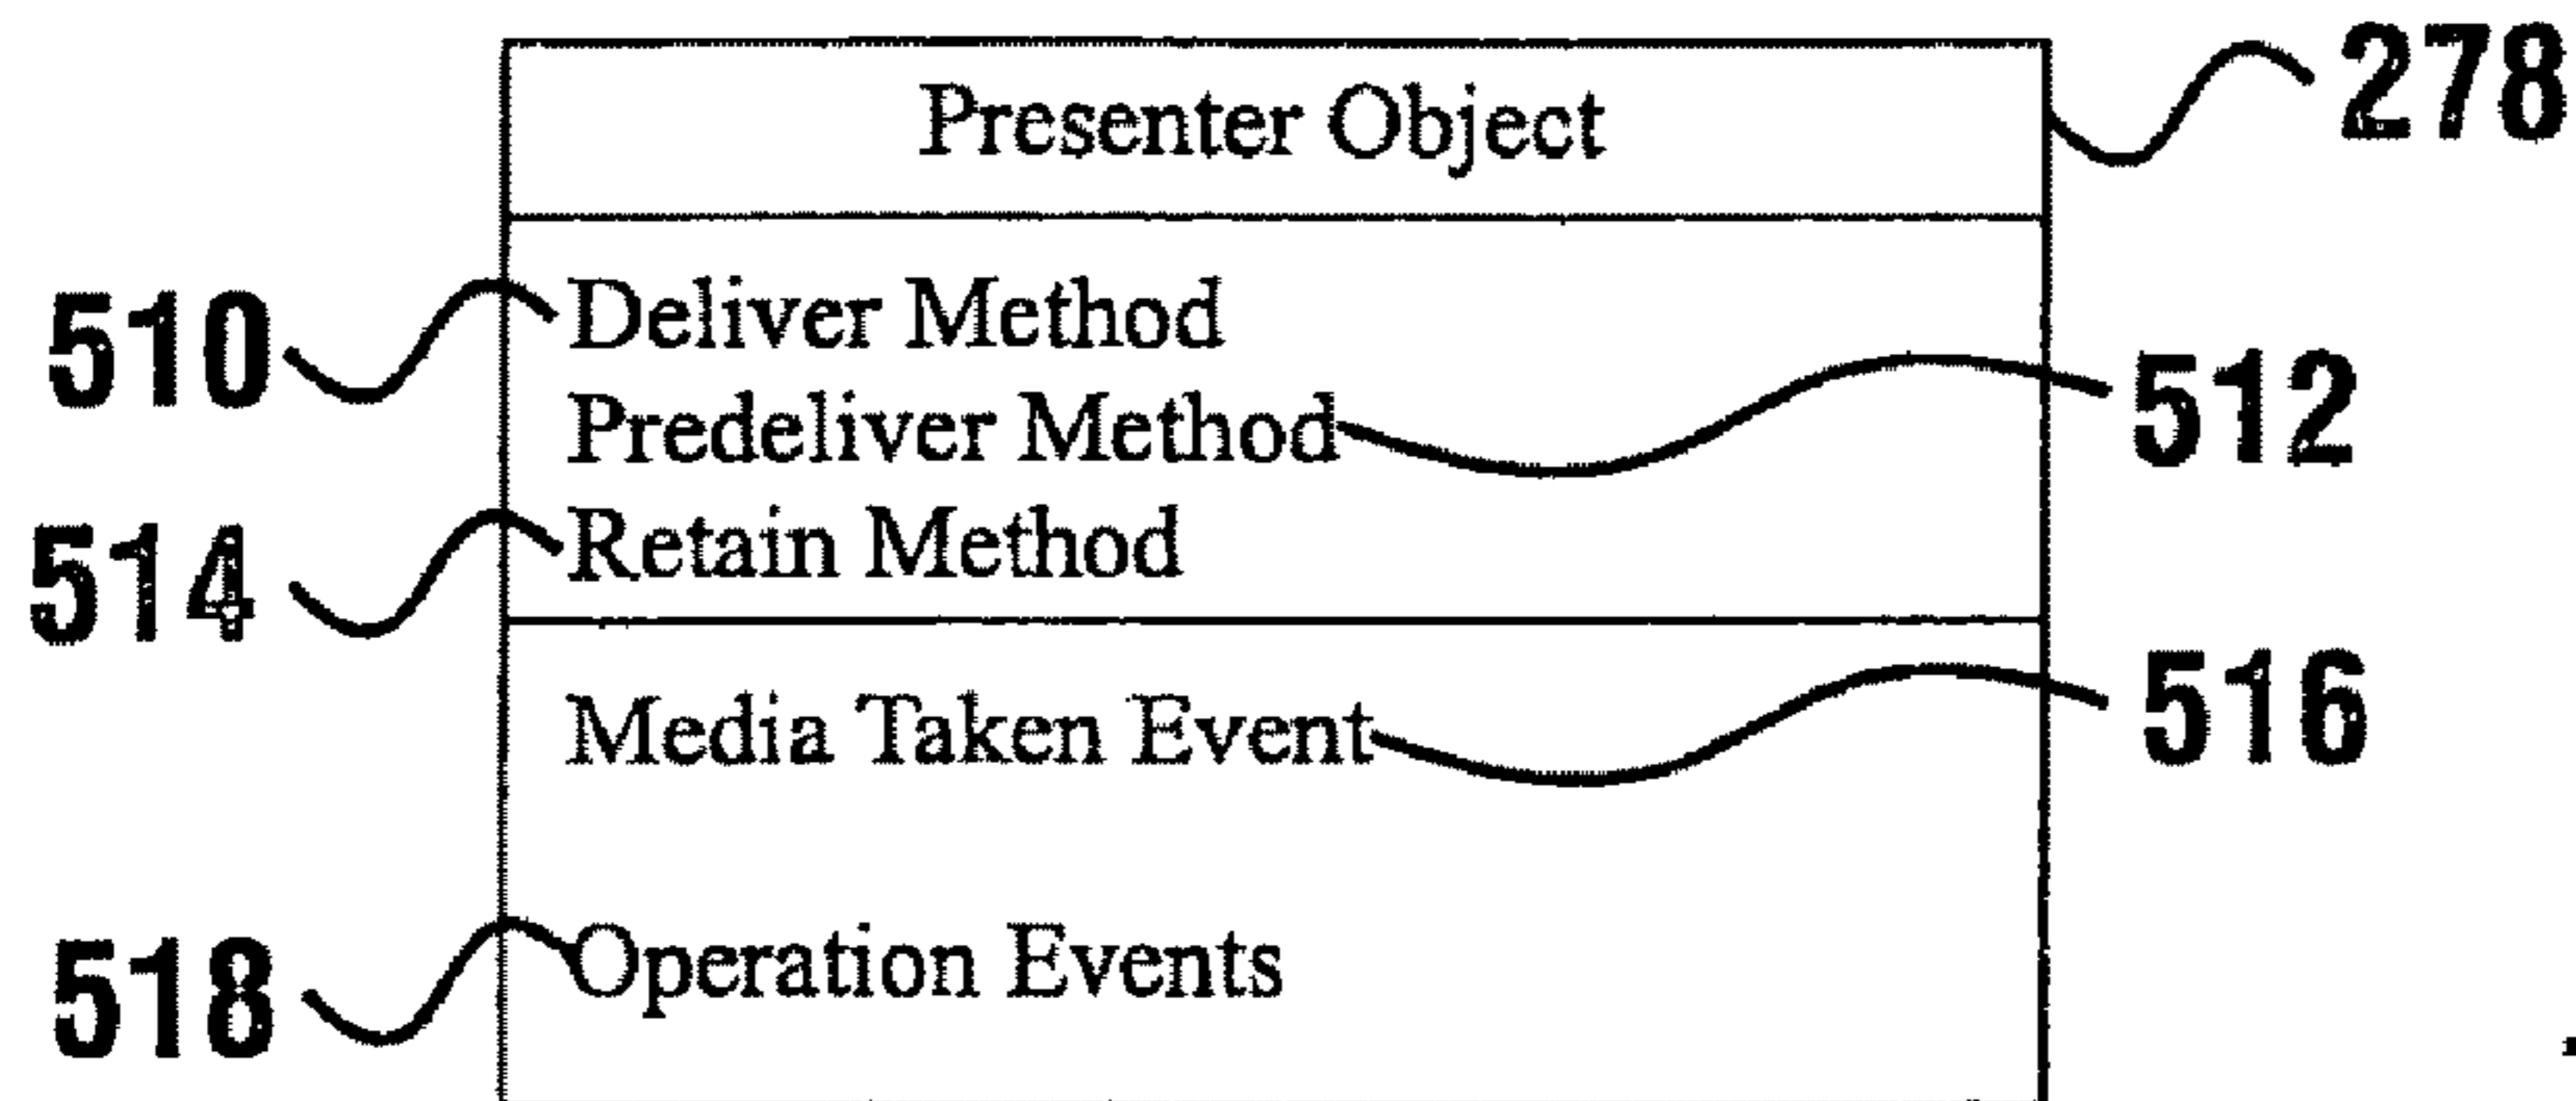 Presenter Object 278
510 Deliver Method
Predeliver Method 512
514 Retain Method
Media Taken Event 516
518 Operation Events